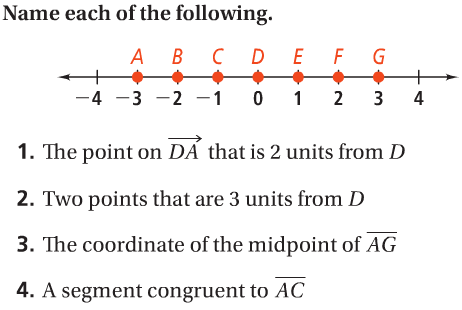 Name each of the following.
A B C D E F G
−4 −3 −2 −1 0 1 2 3 4
1. The point on DA⃗ that is 2 units from D
2. Two points that are 3 units from D
3. The coordinate of the midpoint of A̅G̅
4. A segment congruent to A̅C̅